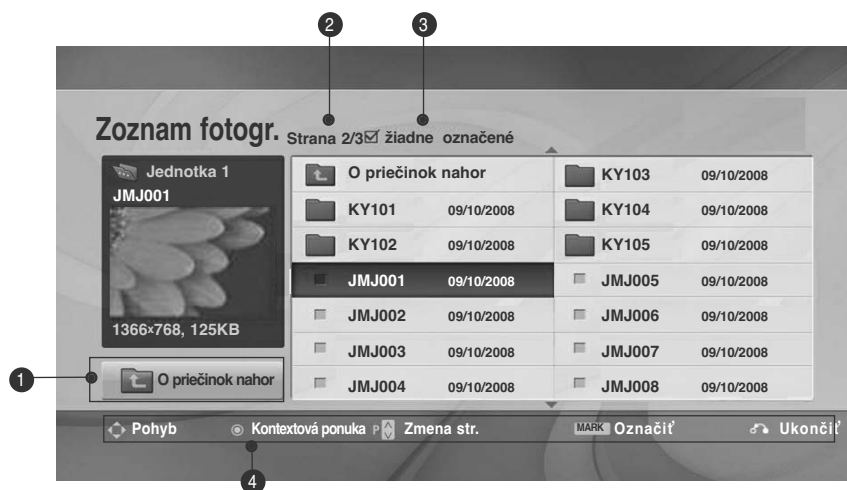 2 3
Zoznam fotogr. Strana 2/3 žiadne označené
Jednotka 1
JMJ001
1366x768, 125KB
O priečinok nahor
KY101 09/10/2008
KY102 09/10/2008
JMJ001 09/10/2008
JMJ002 09/10/2008
JMJ003 09/10/2008
JMJ004 09/10/2008
KY103 09/10/2008
KY104 09/10/2008
KY105 09/10/2008
JMJ005 09/10/2008
JMJ006 09/10/2008
JMJ007 09/10/2008
JMJ008 09/10/2008
1 O priečinok nahor
Pohyb Kontextová ponuka P Zmena str. MARK Označiť Ukončiť
4